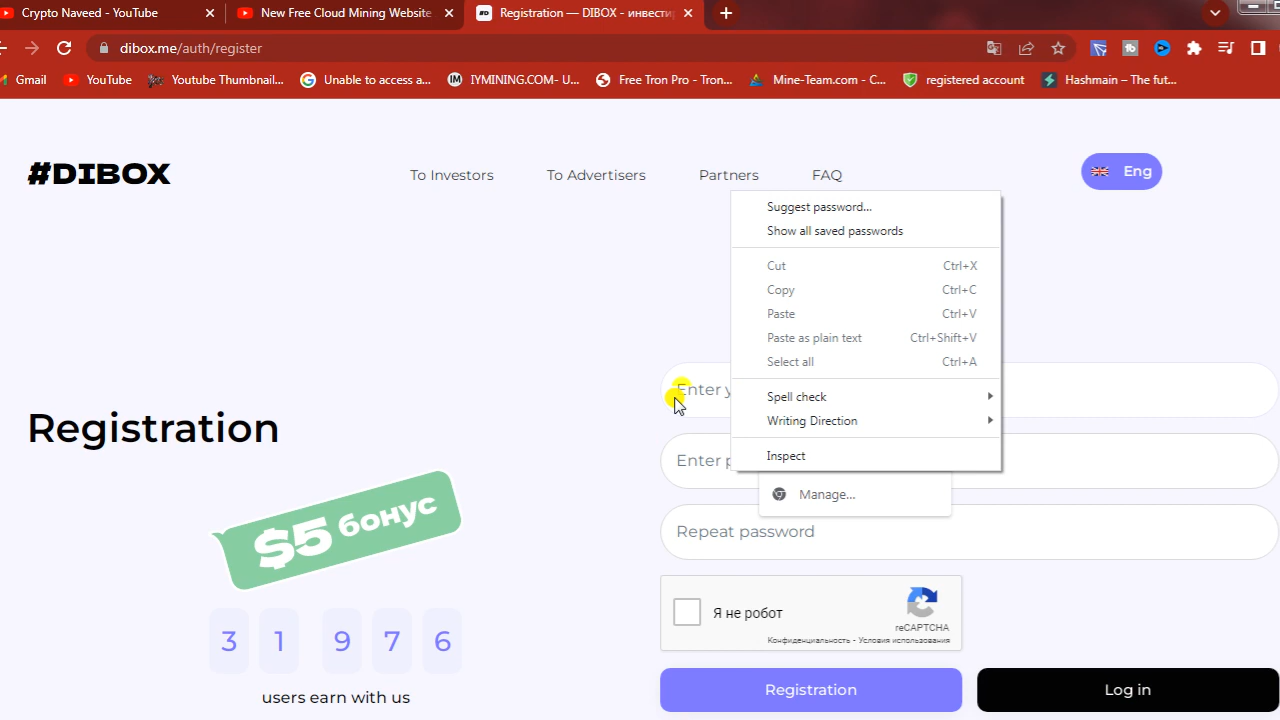 Crypto Naveed - YouTube
New Free Cloud Mining Website
Registration — DIBOX - инвести
dibox.me/auth/register
Gmail
YouTube
Youtube Thumbnail...
Unable to access a...
IYMINING.COM- U...
Free Tron Pro - Tron...
Mine-Team.com - C...
registered account
Hashmain – The fut...
#DIBOX
ToInvestors
To Advertisers
Partners
FAQ
Eng
Suggest password...
Show all saved passwords
Cut Ctrl+X
Copy Ctrl+C
Paste Ctrl+V
Paste as plain text Ctrl+Shift+V
Select all Ctrl+A
Spell check
Writing Direction
Inspect
Manage...
Enter
Enter
Repeat password
Registration
$5 бонус
3 1 9 7 6
users earn with us
Я не робот
reCAPTCHA
Конфиденциальность - Условия использования
Registration
Log in